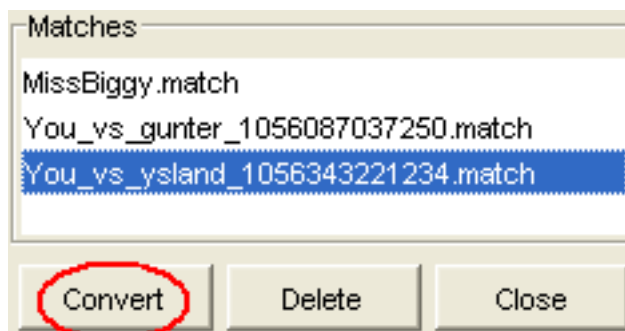 Matches
MissBiggy.match
You_vs_gunter_1056087037250.match
You_vs_ysland_1056343221234.match
Convert Delete Close